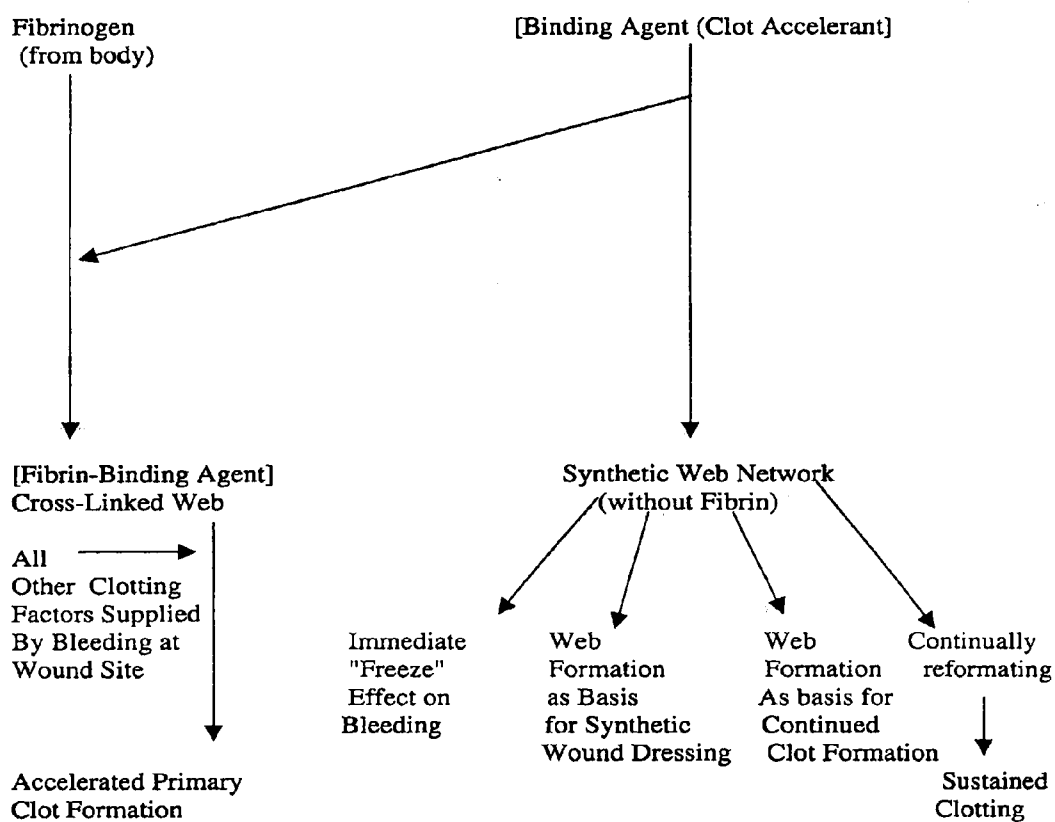 Fibrinogen
(from body)
[Binding Agent (Clot Accelerant]
[Fibrin-Binding Agent]
Cross-Linked Web
All
Other Clotting
Factors Supplied
By Bleeding at
Wound Site
Accelerated Primary
Clot Formation
Synthetic Web Network
(without Fibrin)
Immediate
"Freeze"
Effect on
Bleeding
Web
Formation
as Basis
for Synthetic
Wound Dressing
Web
Formation
As basis for
Continued
Clot Formation
Continually
reformating
Sustained
Clotting